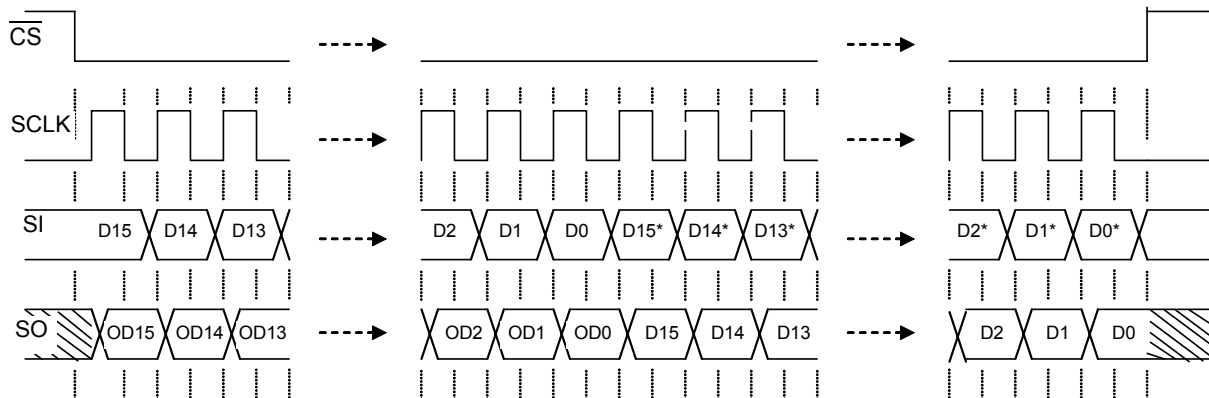 CS
SCLK
SI D15 D14 D13 D2 D1 D0 D15* D14* D13* D2* D1* D0*
SO OD15 OD14 OD13 OD2 OD1 OD0 D15 D14 D13 D2 D1 D0